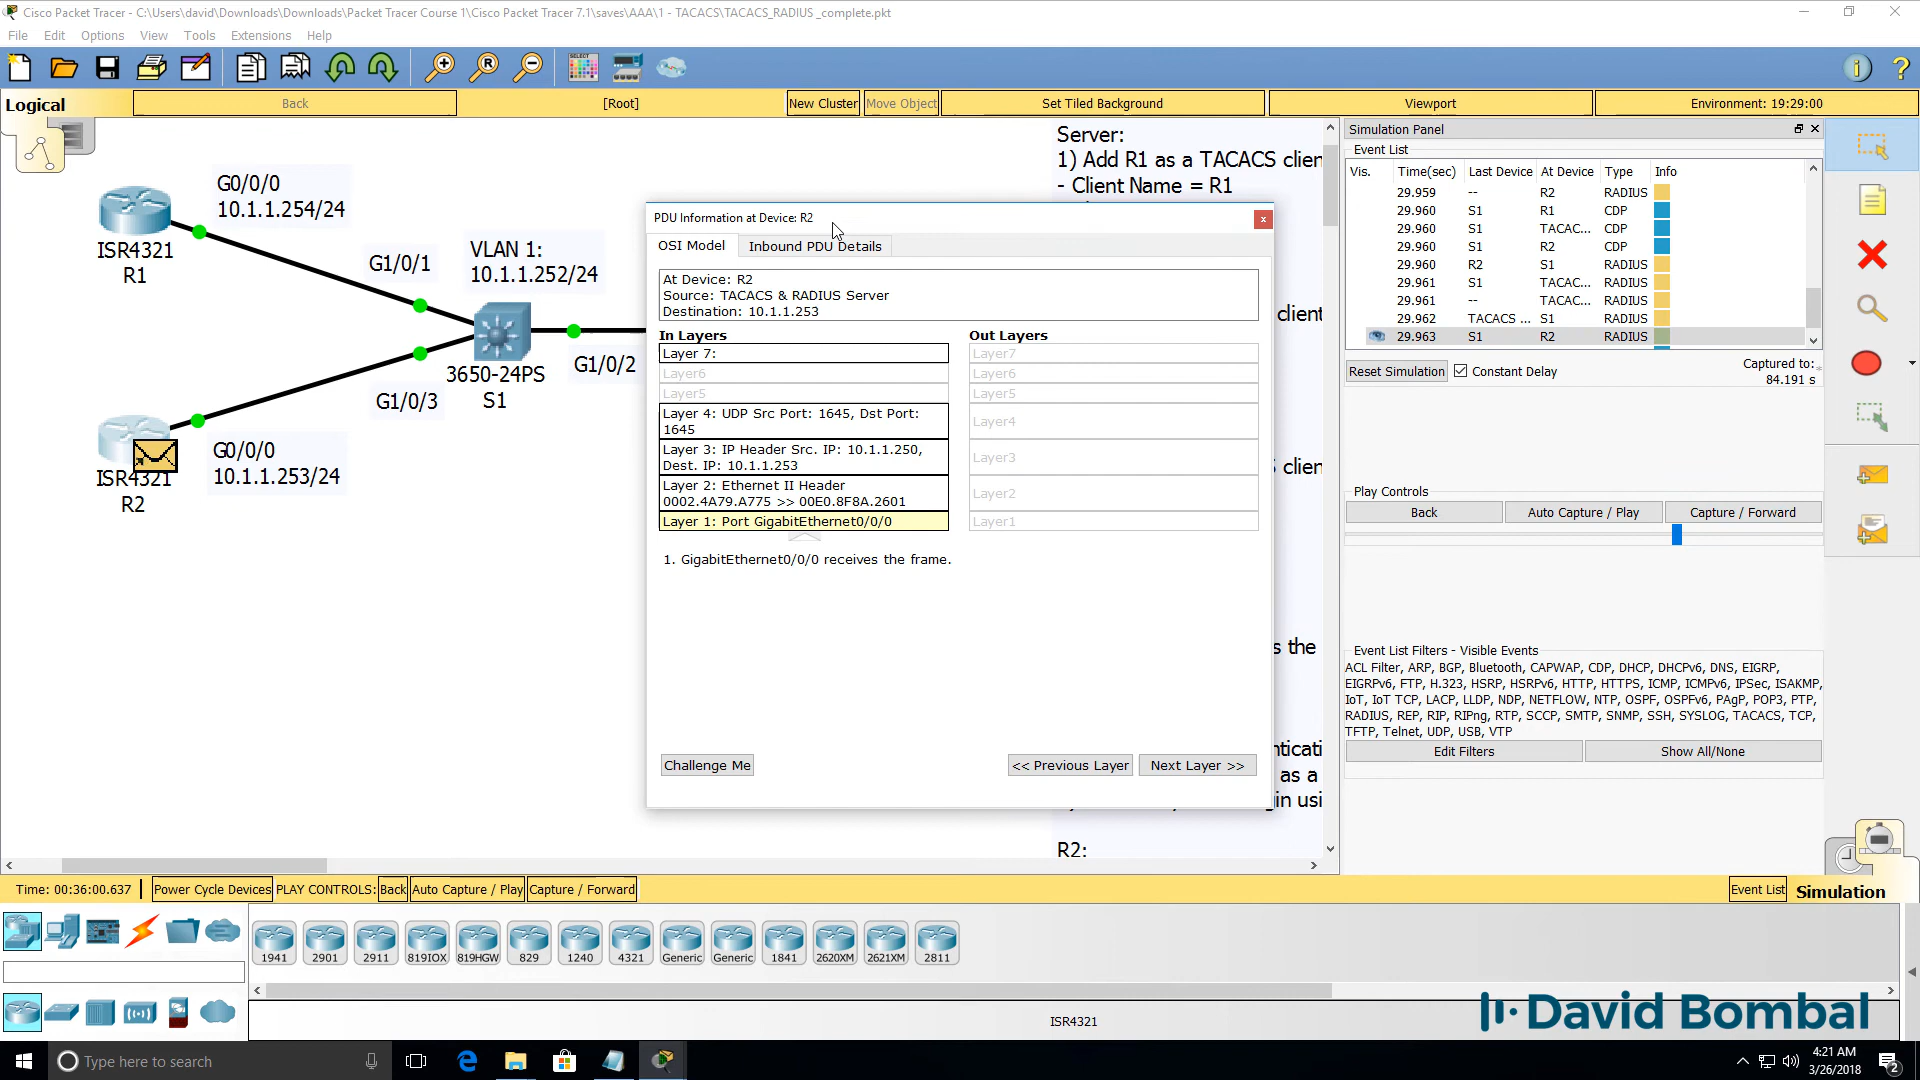 Cisco Packet Tracer - C:\Users\david\Downloads\Downloads\Packet Tracer Course 1\Cisco Packet Tracer 7.1\saves\AAA\1 - TACACS\TACACS_RADIUS _complete.pkt
File Edit Options View Tools Extensions Help
Logical
Back
[Root]
New Cluster
Move Object
Set Tiled Background
Viewport
Environment: 19:29:00
G0/0/0
10.1.1.254/24
ISR4321
R1
G1/0/1
VLAN 1:
10.1.1.252/24
G1/0/2
3650-24PS
S1
G1/0/3
G0/0/0
10.1.1.253/24
ISR4321
R2
Server:
1) Add R1 as a TACACS clien
- Client Name = R1
client
s the
as a
R2:
PDU Information at Device: R2
OSI Model
Inbound PDU Details
At Device: R2
Source: TACACS & RADIUS Server
Destination: 10.1.1.253
In Layers
Out Layers
Layer 7:
Layer6
Layer5
Layer 4: UDP Src Port: 1645, Dst Port:
1645
Layer 3: IP Header Src. IP: 10.1.1.250,
Dest. IP: 10.1.1.253
Layer 2: Ethernet II Header
0002.4A79.A775 >> 00E0.8F8A.2601
Layer 1: Port GigabitEthernet0/0/0
Layer7
Layer6
Layer5
Layer4
Layer3
Layer2
Layer1
1. GigabitEthernet0/0/0 receives the frame.
Challenge Me
<< Previous Layer
Next Layer >>
Simulation Panel
Event List
Vis. Time(sec) Last Device At Device Type Info
29.959 -- R2 RADIUS
29.960 S1 R1 CDP
29.960 S1 TACAC... CDP
29.960 S1 R2 CDP
29.960 R2 S1 RADIUS
29.961 S1 TACAC... RADIUS
29.961 -- TACAC... RADIUS
29.962 TACACS ... S1 RADIUS
29.963 S1 R2 RADIUS
Reset Simulation
Constant Delay
Captured to:
84.191 s
Play Controls
Back
Auto Capture / Play
Capture / Forward
Event List Filters - Visible Events
ACL Filter, ARP, BGP, Bluetooth, CAPWAP, CDP, DHCP, DHCPv6, DNS, EIGRP,
EIGRPv6, FTP, H.323, HSRP, HSRPv6, HTTP, HTTPS, ICMP, ICMPv6, IPSec, ISAKMP,
IoT, IoT TCP, LACP, LLDP, NDP, NETFLOW, NTP, OSPF, OSPFv6, PAgP, POP3, PTP,
RADIUS, REP, RIP, RIPng, RTP, SCCP, SMTP, SNMP, SSH, SYSLOG, TACACS, TCP,
TFTP, Telnet, UDP, USB, VTP
Edit Filters
Show All/None
Time: 00:36:00.637
Power Cycle Devices
PLAY CONTROLS:
Back
Auto Capture / Play
Capture / Forward
Event List
Simulation
1941 2901 2911 819IOX 819HGW 829 1240 4321 Generic Generic 1841 2620XM 2621XM 2811
ISR4321
David Bombal
Type here to search
4:21 AM
3/26/2018
2